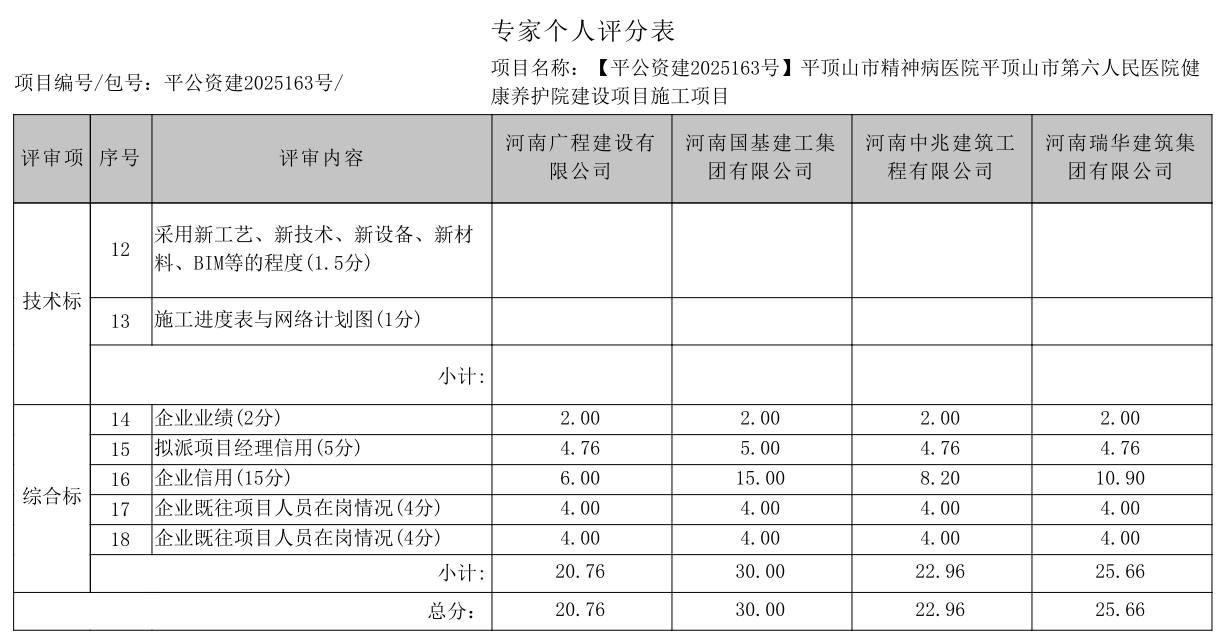 专家个人评分表
项目编号/包号：平公资建2025163号/
项目名称：【平公资建2025163号】平顶山市精神病医院平顶山市第六人民医院健
康养护院建设项目施工项目
评审项 序号 评审内容 河南广程建设有限公司 河南国基建工集团有限公司 河南中兆建筑工程有限公司 河南瑞华建筑集团有限公司
技术标
12 采用新工艺、新技术、新设备、新材
料、BIM等的程度(1.5分)
13 施工进度表与网络计划图(1分)
小计:
综合标
14 企业业绩(2分) 2.00 2.00 2.00 2.00
15 拟派项目经理信用(5分) 4.76 5.00 4.76 4.76
16 企业信用(15分) 6.00 15.00 8.20 10.90
17 企业既往项目人员在岗情况(4分) 4.00 4.00 4.00 4.00
18 企业既往项目人员在岗情况(4分) 4.00 4.00 4.00 4.00
小计: 20.76 30.00 22.96 25.66
总分： 20.76 30.00 22.96 25.66